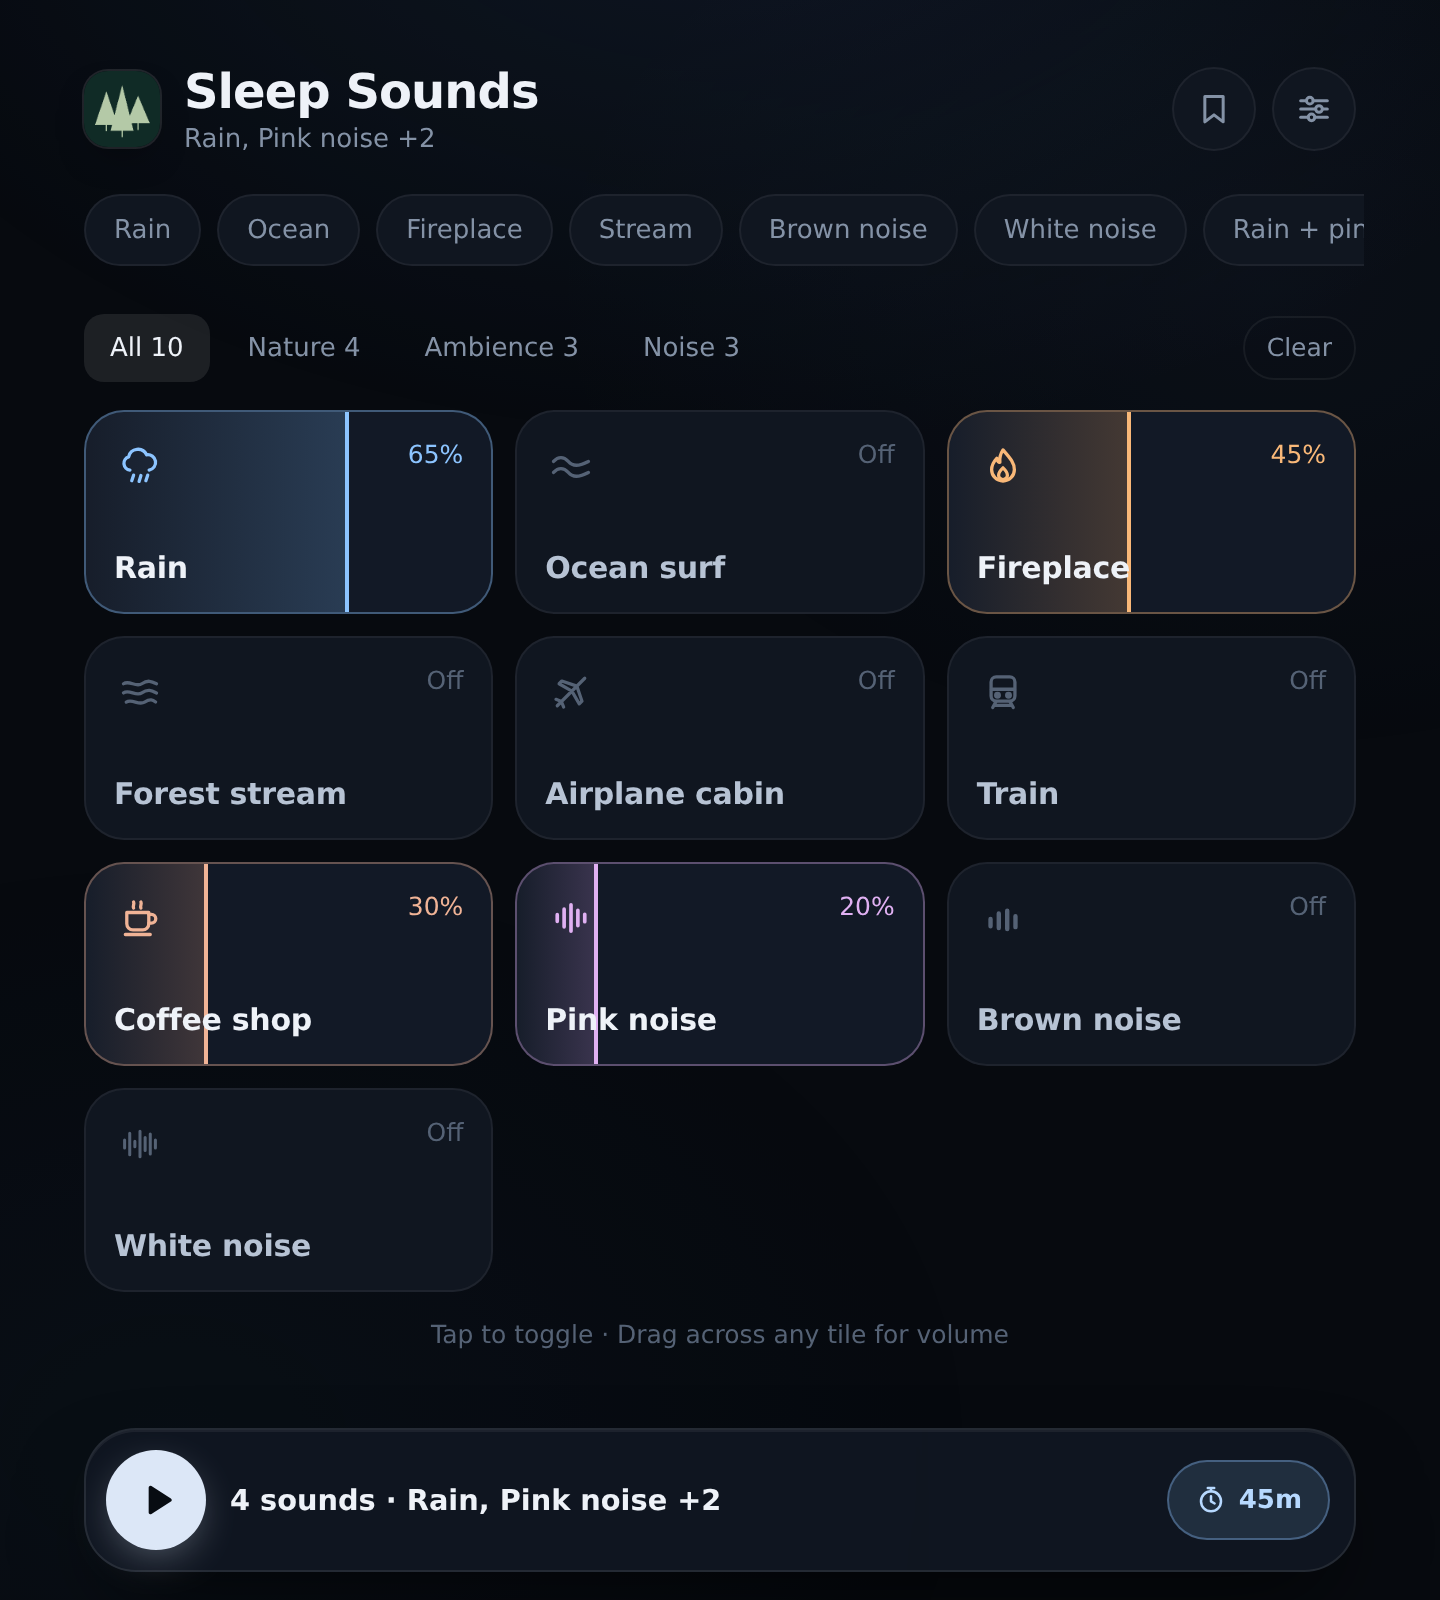 Sleep Sounds
Rain, Pink noise +2
Rain
Ocean
Fireplace
Stream
Brown noise
White noise
Rain + pin
All 10
Nature 4
Ambience 3
Noise 3
Clear
65%
Rain
Off
Ocean surf
45%
Fireplace
Off
Forest stream
Off
Airplane cabin
Off
Train
30%
Coffee shop
20%
Pink noise
Off
Brown noise
Off
White noise
Tap to toggle · Drag across any tile for volume
4 sounds · Rain, Pink noise +2
45m